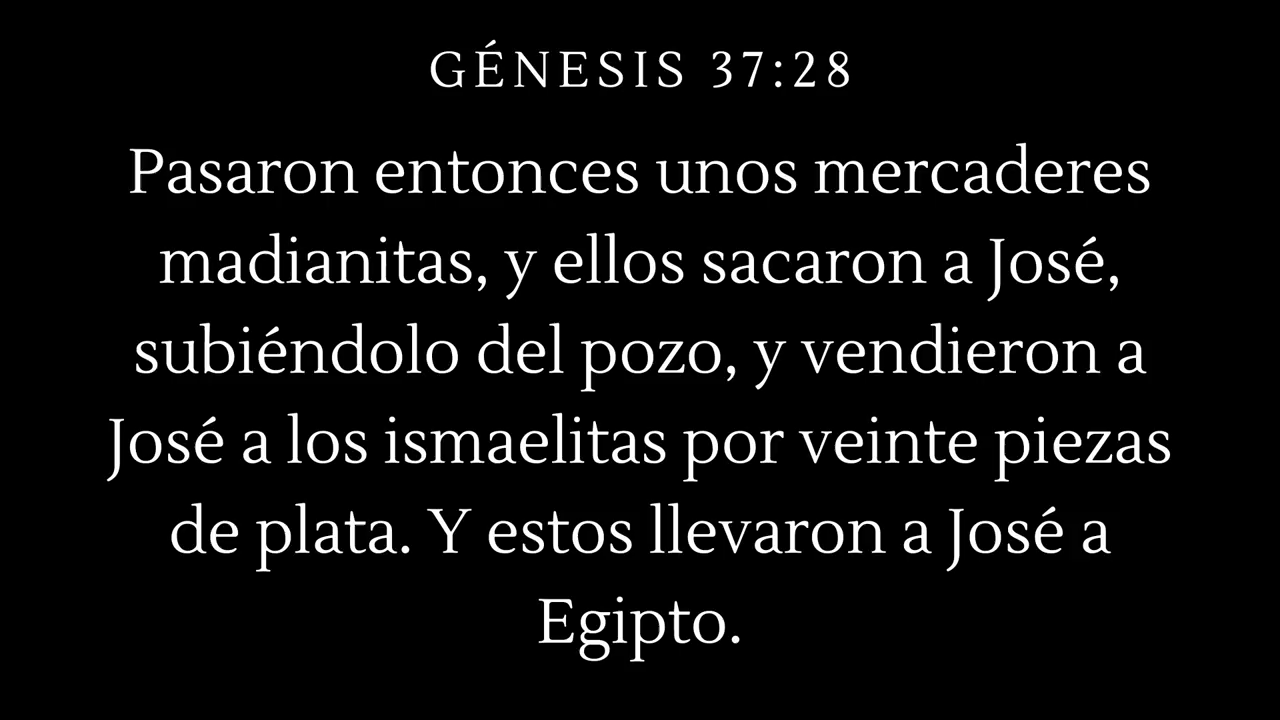 GÉNESIS 37:28
Pasaron entonces unos mercaderes
madianitas, y ellos sacaron a José,
subiéndolo del pozo, y vendieron a
José a los ismaelitas por veinte piezas
de plata. Y estos llevaron a José a
Egipto.